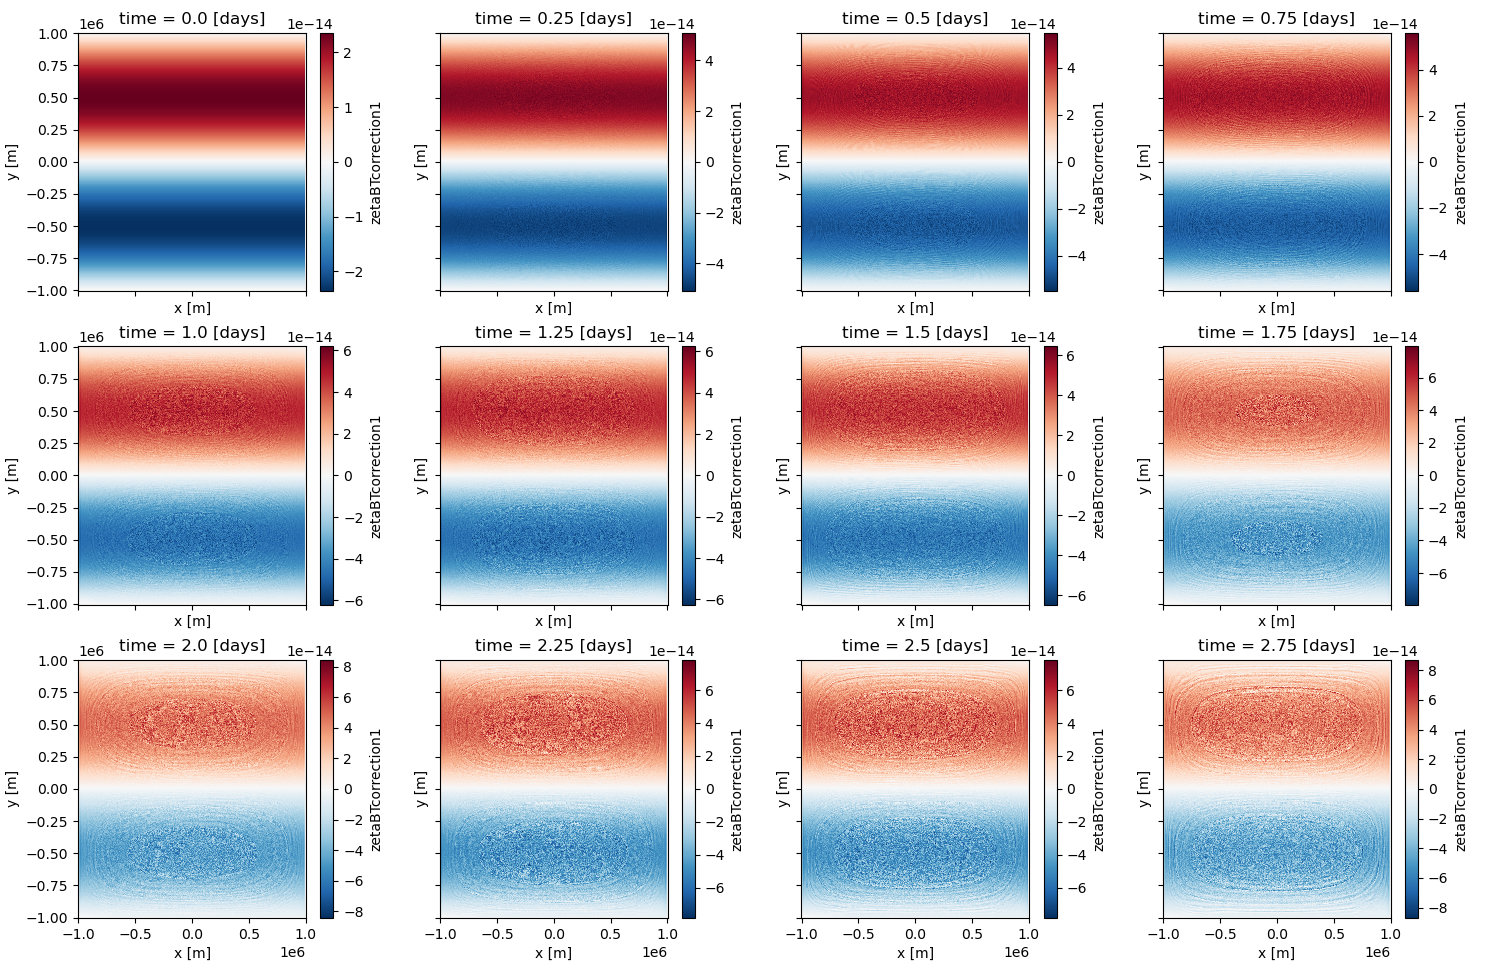 time = 0.0 [days]
1e6
1e−14
1.00
0.75
0.50
0.25
0.00
−0.25
−0.50
−0.75
−1.00
y [m]
x [m]
2
1
0
−1
−2
zetaBTcorrection1
time = 0.25 [days]
1e−14
y [m]
x [m]
4
2
0
−2
−4
zetaBTcorrection1
time = 0.5 [days]
1e−14
y [m]
x [m]
4
2
0
−2
−4
zetaBTcorrection1
time = 0.75 [days]
1e−14
y [m]
x [m]
4
2
0
−2
−4
zetaBTcorrection1
time = 1.0 [days]
1e6
1e−14
1.00
0.75
0.50
0.25
0.00
−0.25
−0.50
−0.75
−1.00
y [m]
x [m]
6
4
2
0
−2
−4
−6
zetaBTcorrection1
time = 1.25 [days]
1e−14
y [m]
x [m]
6
4
2
0
−2
−4
−6
zetaBTcorrection1
time = 1.5 [days]
1e−14
y [m]
x [m]
6
4
2
0
−2
−4
−6
zetaBTcorrection1
time = 1.75 [days]
1e−14
y [m]
x [m]
6
4
2
0
−2
−4
−6
zetaBTcorrection1
time = 2.0 [days]
1e6
1e−14
1.00
0.75
0.50
0.25
0.00
−0.25
−0.50
−0.75
−1.00
y [m]
−1.0 −0.5 0.0 0.5 1.0
x [m]
1e6
8
6
4
2
0
−2
−4
−6
−8
zetaBTcorrection1
time = 2.25 [days]
1e−14
y [m]
−1.0 −0.5 0.0 0.5 1.0
x [m]
1e6
6
4
2
0
−2
−4
−6
zetaBTcorrection1
time = 2.5 [days]
1e−14
y [m]
−1.0 −0.5 0.0 0.5 1.0
x [m]
1e6
6
4
2
0
−2
−4
−6
zetaBTcorrection1
time = 2.75 [days]
1e−14
y [m]
−1.0 −0.5 0.0 0.5 1.0
x [m]
1e6
8
6
4
2
0
−2
−4
−6
−8
zetaBTcorrection1